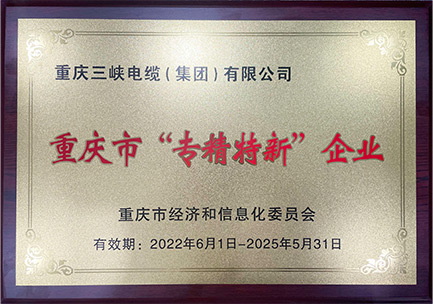 重庆三峡电缆(集团)有限公司
重庆市“专精特新”企业
重庆市经济和信息化委员会
有效期：2022年6月1日-2025年5月31日